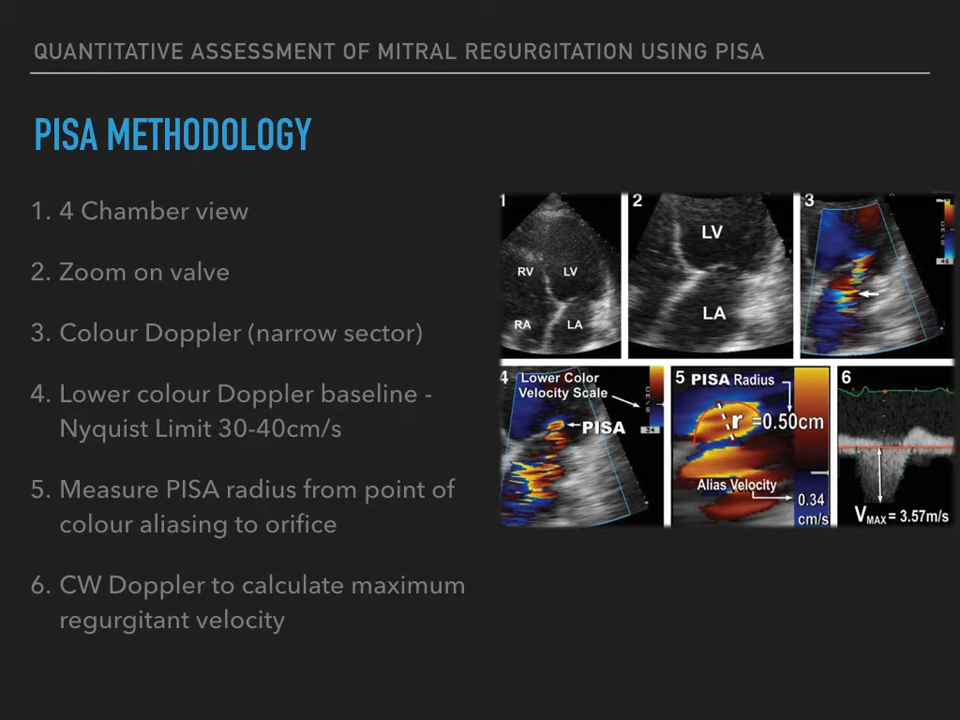 QUANTITATIVE ASSESSMENT OF MITRAL REGURGITATION USING PISA
PISA METHODOLOGY
1. 4 Chamber view
2. Zoom on valve
3. Colour Doppler (narrow sector)
4. Lower colour Doppler baseline -
Nyquist Limit 30-40cm/s
5. Measure PISA radius from point of
colour aliasing to orifice
6. CW Doppler to calculate maximum
regurgitant velocity
1
RV LV
RA LA
2
LV
LA
3
46
4 Lower Color
Velocity Scale
PISA
34
5 PISA Radius
r =0.50cm
Alias Velocity
0.34
cm/s
6
VMAX = 3.57m/s